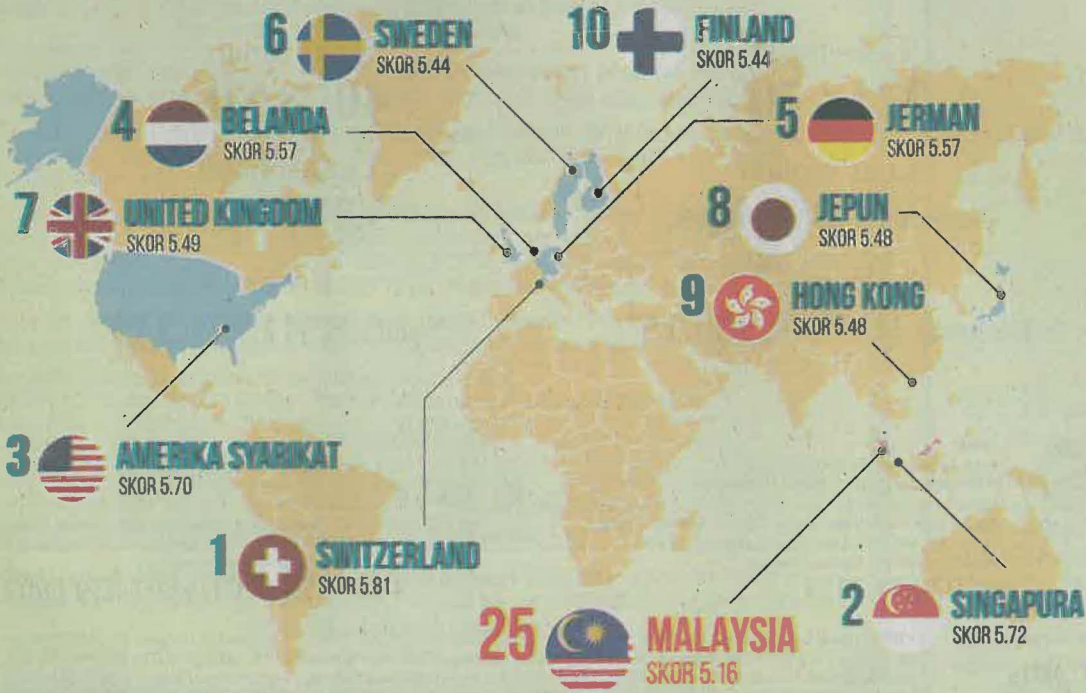 6 SWEDEN
SKOR 5.44
10 FINLAND
SKOR 5.44
4 BELANDA
SKOR 5.57
5 JERMAN
SKOR 5.57
7 UNITED KINGDOM
SKOR 5.49
8 JEPUN
SKOR 5.48
9 HONG KONG
SKOR 5.48
3 AMERIKA SYARIKAT
SKOR 5.70
1 SWITZERLAND
SKOR 5.81
25 MALAYSIA
SKOR 5.16
2 SINGAPURA
SKOR 5.72